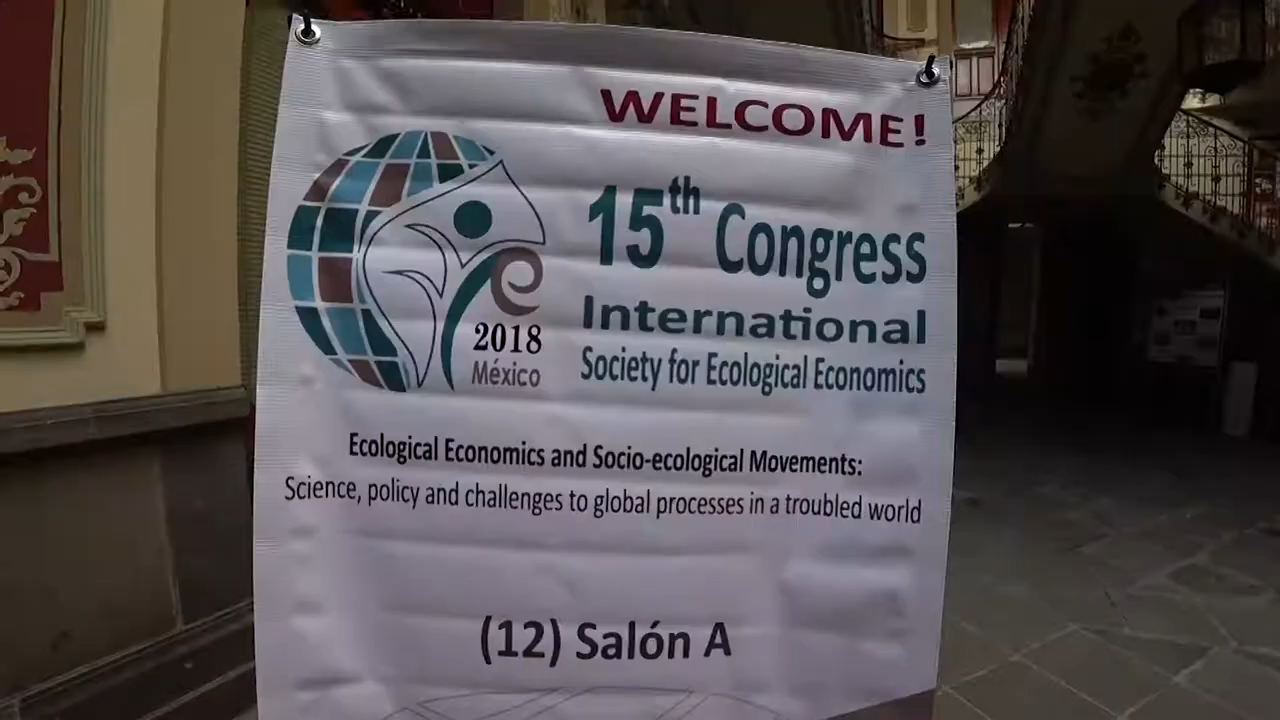 WELCOME!
15th Congress
International
Society for Ecological Economics
2018
México
Ecological Economics and Socio-ecological Movements:
Science, policy and challenges to global processes in a troubled world
(12) Salón A